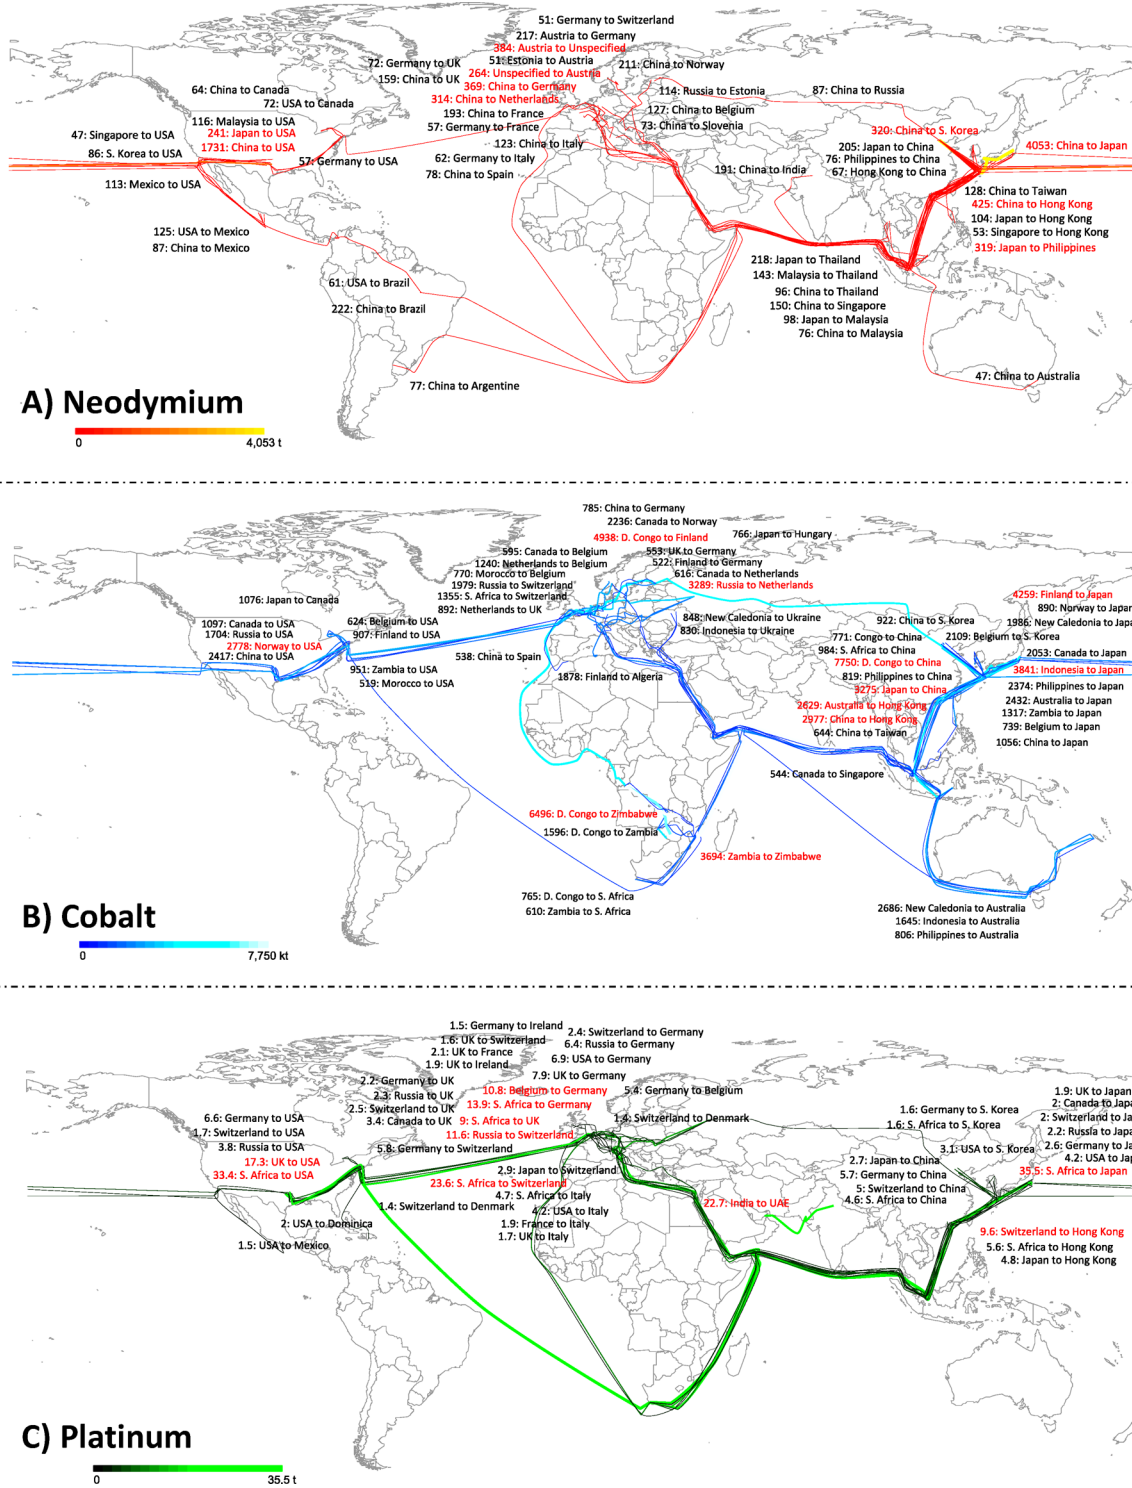 51: Germany to Switzerland
217: Austria to Germany
384: Austria to Unspecified
51: Estonia to Austria
72: Germany to UK
211: China to Norway
264: Unspecified to Austria
159: China to UK
369: China to Germany
64: China to Canada
114: Russia to Estonia
87: China to Russia
314: China to Netherlands
72: USA to Canada
193: China to France
127: China to Belgium
116: Malaysia to USA
57: Germany to France
73: China to Slovenia
47: Singapore to USA
241: Japan to USA
320: China to S. Korea
1731: China to USA
123: China to Italy
205: Japan to China
4053: China to Japan
86: S. Korea to USA
62: Germany to Italy
76: Philippines to China
57: Germany to USA
191: China to India
67: Hong Kong to China
78: China to Spain
113: Mexico to USA
128: China to Taiwan
425: China to Hong Kong
104: Japan to Hong Kong
125: USA to Mexico
53: Singapore to Hong Kong
87: China to Mexico
319: Japan to Philippines
218: Japan to Thailand
143: Malaysia to Thailand
61: USA to Brazil
96: China to Thailand
222: China to Brazil
150: China to Singapore
98: Japan to Malaysia
76: China to Malaysia
77: China to Argentine
47: China to Australia
A) Neodymium
0 4,053 t
785: China to Germany
2236: Canada to Norway
4938: D. Congo to Finland
766: Japan to Hungary
595: Canada to Belgium
553: UK to Germany
1240: Netherlands to Belgium
522: Finland to Germany
770: Morocco to Belgium
616: Canada to Netherlands
1979: Russia to Switzerland
3289: Russia to Netherlands
1355: S. Africa to Switzerland
4259: Finland to Japan
1076: Japan to Canada
892: Netherlands to UK
890: Norway to Japan
1097: Canada to USA
624: Belgium to USA
848: New Caledonia to Ukraine
922: China to S. Korea
1986: New Caledonia to Japa
1704: Russia to USA
907: Finland to USA
830: Indonesia to Ukraine
771: Congo to China
2109: Belgium to S. Korea
2778: Norway to USA
984: S. Africa to China
2417: China to USA
538: China to Spain
7750: D. Congo to China
2053: Canada to Japan
951: Zambia to USA
1878: Finland to Algeria
819: Philippines to China
3841: Indonesia to Japan
519: Morocco to USA
3275: Japan to China
2374: Philippines to Japan
2629: Australia to Hong Kong
2432: Australia to Japan
2977: China to Hong Kong
1317: Zambia to Japan
644: China to Taiwan
739: Belgium to Japan
1056: China to Japan
544: Canada to Singapore
6496: D. Congo to Zimbabwe
1596: D. Congo to Zambia
3694: Zambia to Zimbabwe
765: D. Congo to S. Africa
610: Zambia to S. Africa
2686: New Caledonia to Australia
1645: Indonesia to Australia
806: Philippines to Australia
B) Cobalt
0 7,750 kt
1.5: Germany to Ireland
2.4: Switzerland to Germany
1.6: UK to Switzerland
6.4: Russia to Germany
2.1: UK to France
6.9: USA to Germany
1.9: UK to Ireland
7.9: UK to Germany
2.2: Germany to UK
10.8: Belgium to Germany
5.4: Germany to Belgium
1.9: UK to Japan
2.3: Russia to UK
13.9: S. Africa to Germany
2: Canada to Japa
2.5: Switzerland to UK
1.6: Germany to S. Korea
6.6: Germany to USA
3.4: Canada to UK
9: S. Africa to UK
1.4: Switzerland to Denmark
2: Switzerland to Ja
1.7: Switzerland to USA
11.6: Russia to Switzerland
1.6: S. Africa to S. Korea
2.2: Russia to Japa
3.8: Russia to USA
5.8: Germany to Switzerland
3.1: USA to S. Korea
2.6: Germany to Ja
17.3: UK to USA
2.7: Japan to China
4.2: USA to Jap
33.4: S. Africa to USA
2.9: Japan to Switzerland
5.7: Germany to China
35.5: S. Africa to Japan
23.6: S. Africa to Switzerland
5: Switzerland to China
4.7: S. Africa to Italy
4.6: S. Africa to China
1.4: Switzerland to Denmark
22.7: India to UAE
4.2: USA to Italy
2: USA to Dominica
1.9: France to Italy
9.6: Switzerland to Hong Kong
1.7: UK to Italy
1.5: USA to Mexico
5.6: S. Africa to Hong Kong
4.8: Japan to Hong Kong
C) Platinum
0 35.5 t